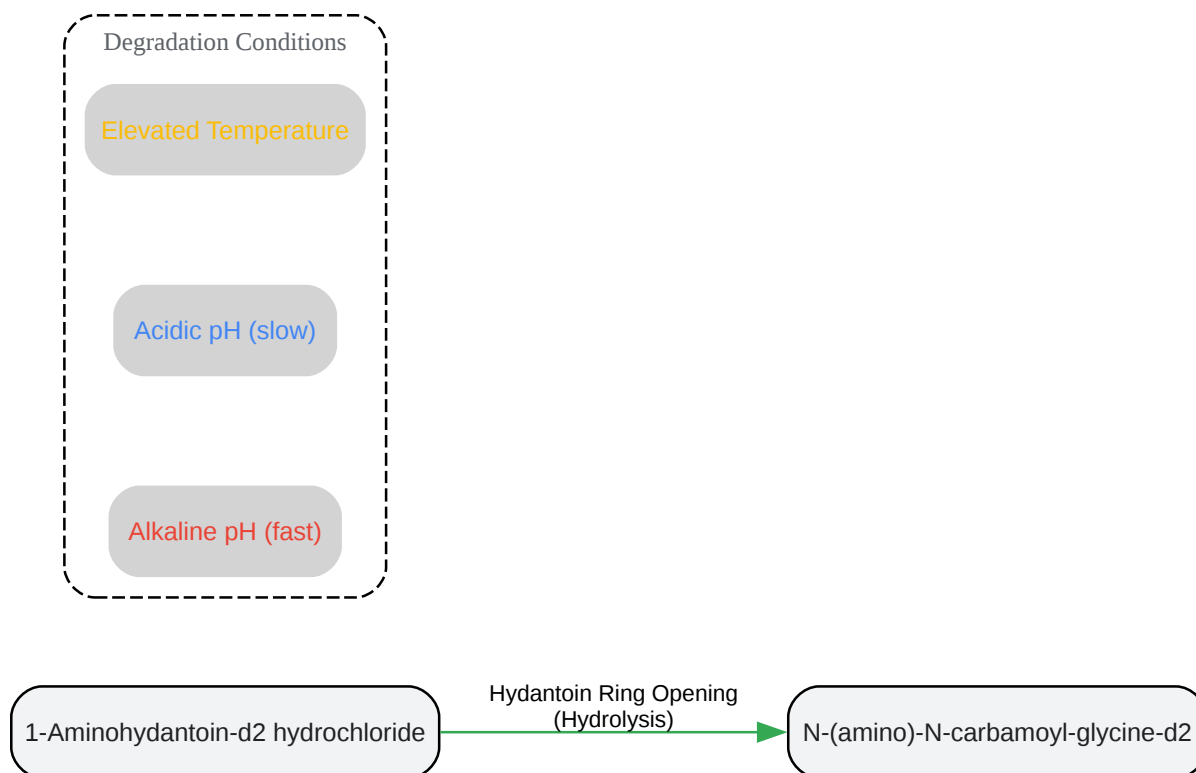 Degradation Conditions
Elevated Temperature
Acidic pH (slow)
Alkaline pH (fast)
1-Aminohydantoin-d2 hydrochloride
Hydantoin Ring Opening
(Hydrolysis)
N-(amino)-N-carbamoyl-glycine-d2